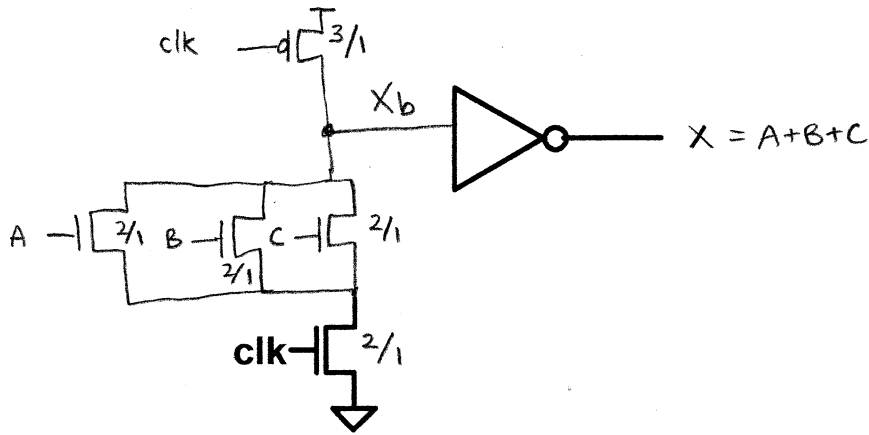 clk
3/1
Xb
X = A+B+C
A
2/1
B
2/1
C
2/1
clk
2/1